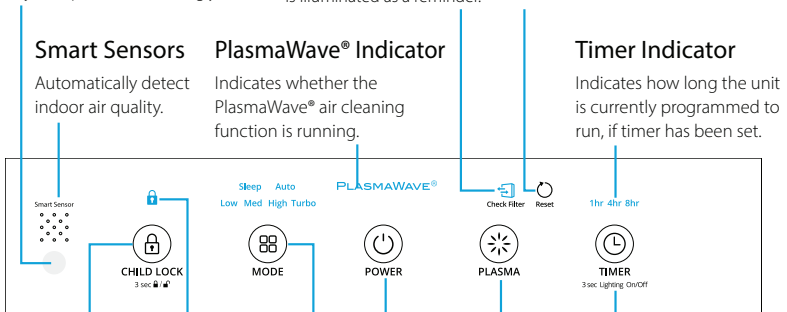 is illuminated as a reminder.
Smart Sensors
Automatically detect
indoor air quality.
PlasmaWave® Indicator
Indicates whether the
PlasmaWave® air cleaning
function is running.
Timer Indicator
Indicates how long the unit
is currently programmed to
run, if timer has been set.
Smart Sensor
Sleep Auto
Low Med High Turbo
PLASMAWAVE®
Check Filter
Reset
1hr 4hr 8hr
CHILD LOCK
3 sec /
MODE
POWER
PLASMA
TIMER
3 sec Lighting On/Off